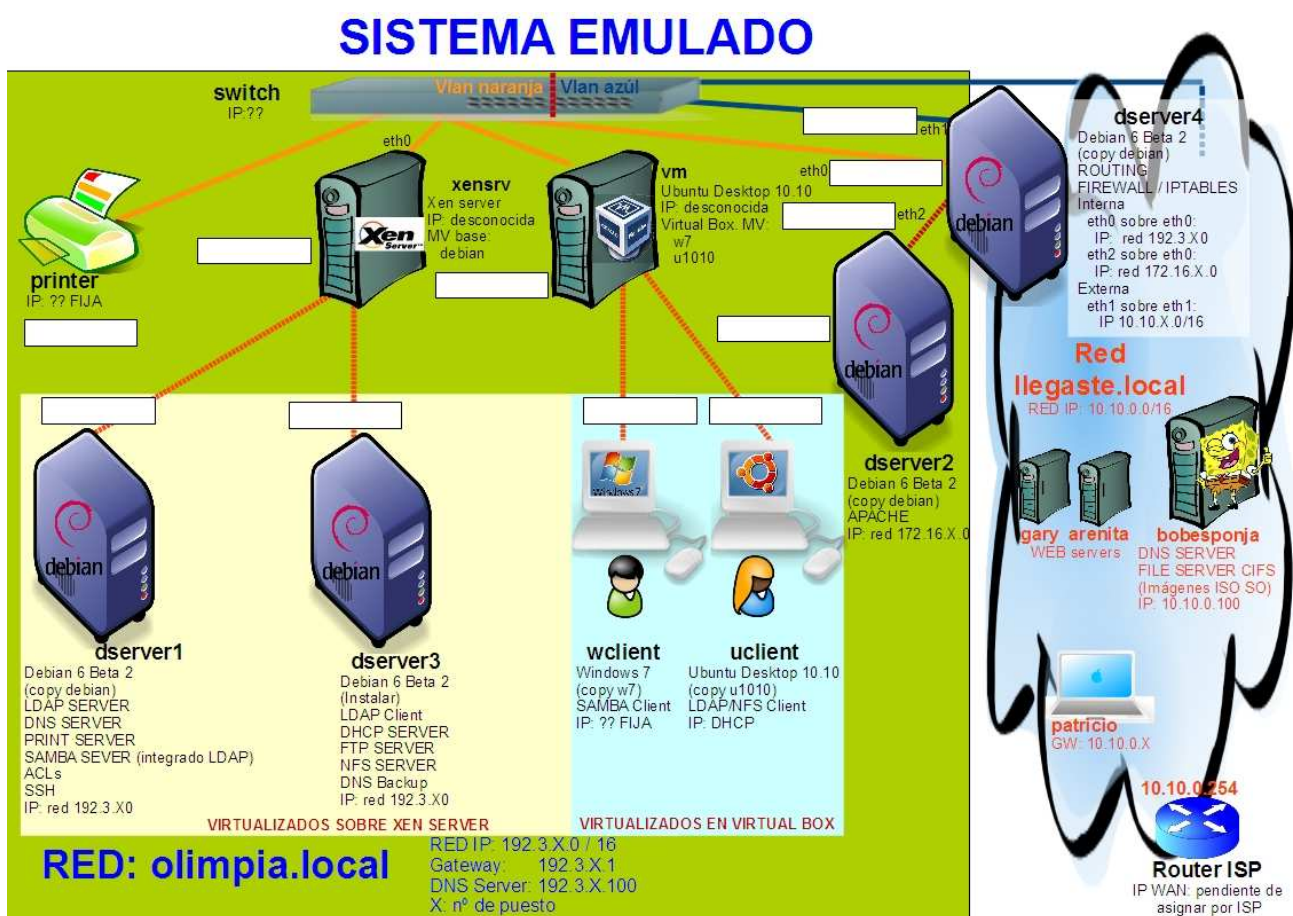 SISTEMA EMULADO
switch
IP:??
Vlan naranja
Vlan azúl
eth0
eth1
eth0
eth2
printer
IP: ?? FIJA
xensrv
Xen server
IP: desconocida
MV base:
debian
Xen
Server
vm
Ubuntu Desktop 10.10
IP: desconocida
Virtual Box. MV:
w7
u1010
debian
dserver4
Debian 6 Beta 2
(copy debian)
ROUTING
FIREWALL / IPTABLES
Interna
eth0 sobre eth0:
IP: red 192.3.X0
eth2 sobre eth0:
IP: red 172.16.X.0
Externa
eth1 sobre eth1:
IP 10.10.X.0/16
debian
dserver2
Debian 6 Beta 2
(copy debian)
APACHE
IP: red 172.16.X.0
Red
llegaste.local
RED IP: 10.10.0.0/16
gary
arenita
WEB servers
bobesponja
DNS SERVER
FILE SERVER CIFS
(Imágenes ISO SO)
IP: 10.10.0.100
patricio
GW: 10.10.0.X
10.10.0.254
Router ISP
IP WAN: pendiente de
asignar por ISP
debian
dserver1
Debian 6 Beta 2
(copy debian)
LDAP SERVER
DNS SERVER
PRINT SERVER
SAMBA SEVER (integrado LDAP)
ACLs
SSH
IP: red 192.3.X0
debian
dserver3
Debian 6 Beta 2
(Instalar)
LDAP Client
DHCP SERVER
FTP SERVER
NFS SERVER
DNS Backup
IP: red 192.3.X0
Windows 7
wclient
Windows 7
(copy w7)
SAMBA Client
IP: ?? FIJA
uclient
Ubuntu Desktop 10.10
(copy u1010)
LDAP/NFS Client
IP: DHCP
VIRTUALIZADOS SOBRE XEN SERVER
VIRTUALIZADOS EN VIRTUAL BOX
RED: olimpia.local
RED IP: 192.3.X.0 / 16
Gateway: 192.3.X.1
DNS Server: 192.3.X.100
X: nº de puesto